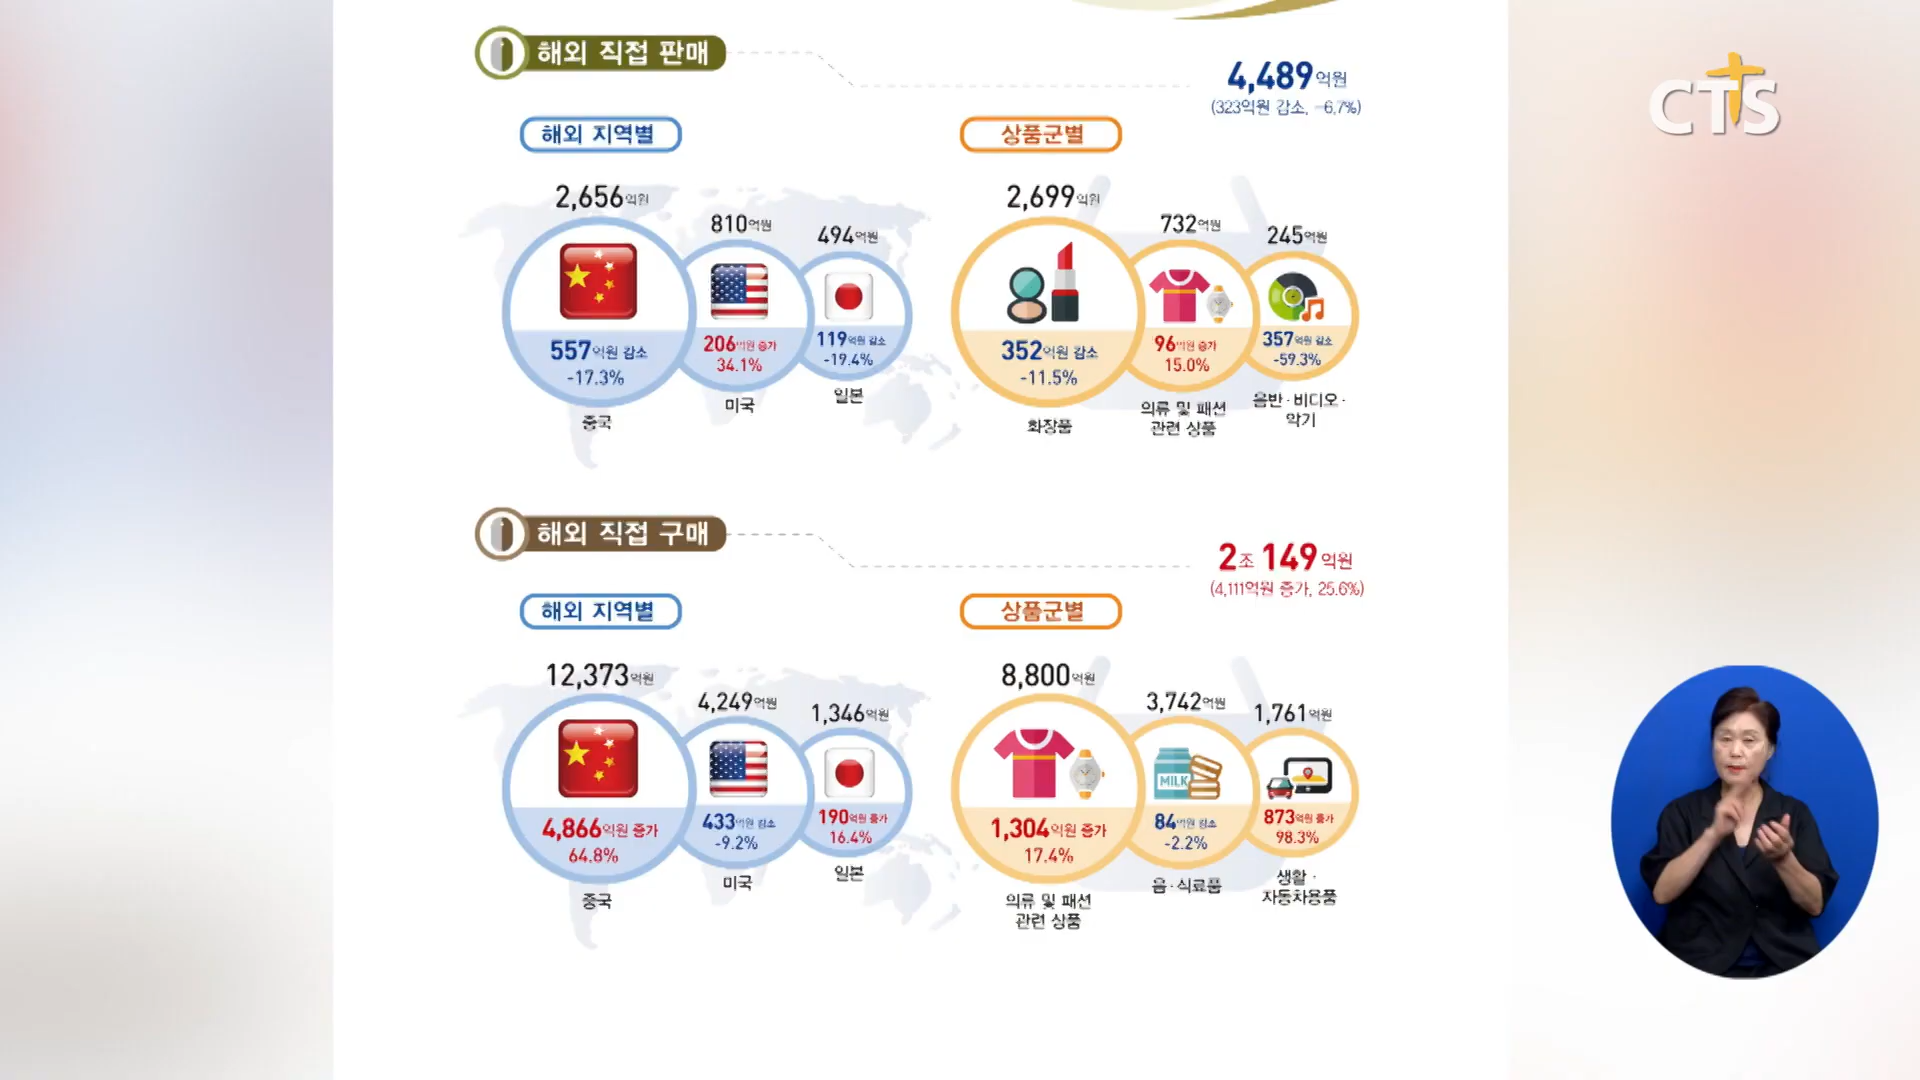 해외 직접 판매
4,489억원
(323억원 감소, -6.7%)
CTS
해외 지역별
상품군별
2,656억원
810억원
494억원
2,699억원
732억원
245억원
557억원 감소
-17.3%
206억원 증가
34.1%
119억원 감소
-19.4%
352억원 감소
-11.5%
96억원 증가
15.0%
357억원 감소
-59.3%
중국
미국
일본
화장품
의류 및 패션
관련 상품
음반·비디오·
악기
해외 직접 구매
2조 149억원
(4,111억원 증가, 25.6%)
해외 지역별
상품군별
12,373억원
4,249억원
1,346억원
8,800억원
3,742억원
1,761억원
MILK
4,866억원 증가
64.8%
433억원 감소
-9.2%
190억원 증가
16.4%
1,304억원 증가
17.4%
84억원 감소
-2.2%
873억원 증가
98.3%
중국
미국
일본
의류 및 패션
관련 상품
음·식료품
생활·
자동차용품